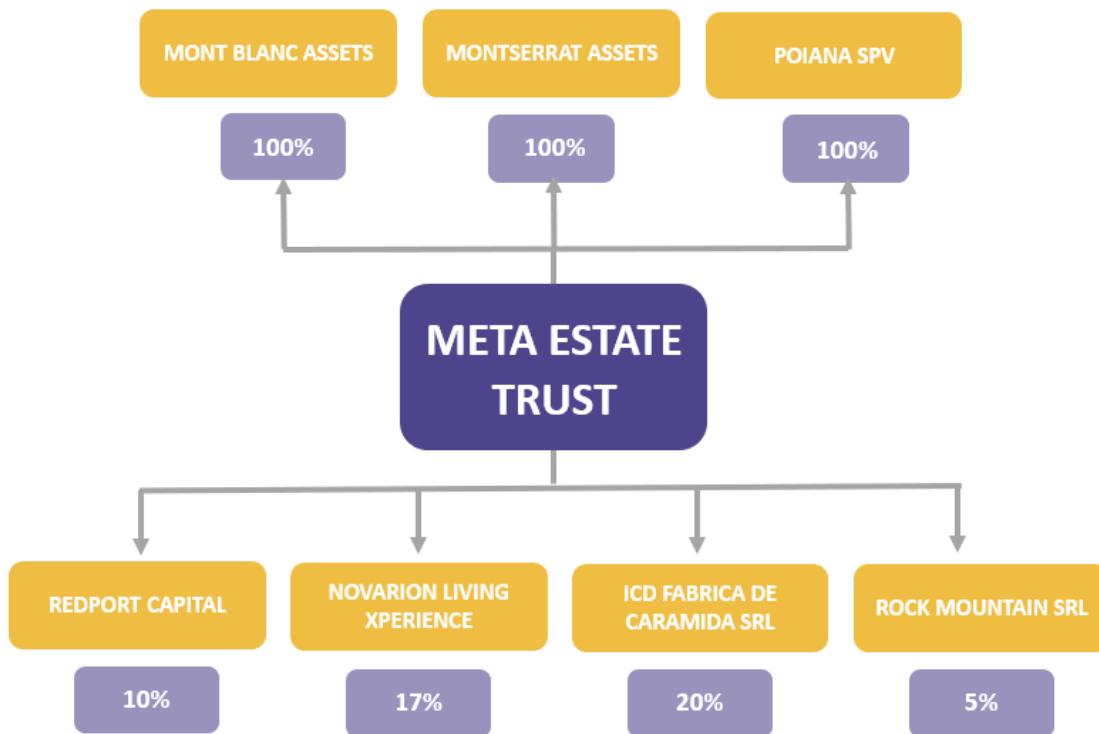 MONT BLANC ASSETS
MONTSERRAT ASSETS
POIANA SPV
100%
100%
100%
META ESTATE
TRUST
REDPORT CAPITAL
NOVARION LIVING
XPERIENCE
ICD FABRICA DE
CARAMIDA SRL
ROCK MOUNTAIN SRL
10%
17%
20%
5%